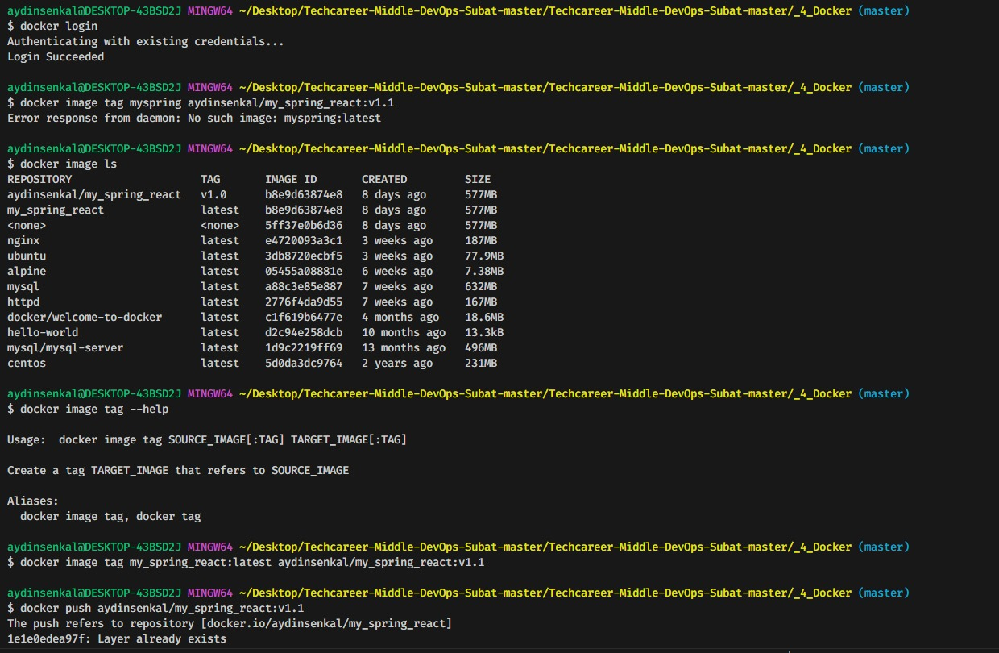 aydinsenkal@DESKTOP-43BSD2J MINGW64 ~/Desktop/Techcareer-Middle-DevOps-Subat-master/Techcareer-Middle-DevOps-Subat-master/_4_Docker (master)
$ docker login
Authenticating with existing credentials...
Login Succeeded
aydinsenkal@DESKTOP-43BSD2J MINGW64 ~/Desktop/Techcareer-Middle-DevOps-Subat-master/Techcareer-Middle-DevOps-Subat-master/_4_Docker (master)
$ docker image tag myspring aydinsenkal/my_spring_react:v1.1
Error response from daemon: No such image: myspring:latest
aydinsenkal@DESKTOP-43BSD2J MINGW64 ~/Desktop/Techcareer-Middle-DevOps-Subat-master/Techcareer-Middle-DevOps-Subat-master/_4_Docker (master)
$ docker image ls
REPOSITORY TAG IMAGE ID CREATED SIZE
aydinsenkal/my_spring_react v1.0 b8e9d63874e8 8 days ago 577MB
my_spring_react latest b8e9d63874e8 8 days ago 577MB
<none> <none> 5ff37e0b6d36 8 days ago 577MB
nginx latest e4720093a3c1 3 weeks ago 187MB
ubuntu latest 3db8720ecbf5 3 weeks ago 77.9MB
alpine latest 05455a08881e 6 weeks ago 7.38MB
mysql latest a88c3e85e887 7 weeks ago 632MB
httpd latest 2776f4da9d55 7 weeks ago 167MB
docker/welcome-to-docker latest c1f619b6477e 4 months ago 18.6MB
hello-world latest d2c94e258dcb 10 months ago 13.3kB
mysql/mysql-server latest 1d9c2219ff69 13 months ago 496MB
centos latest 5d0da3dc9764 2 years ago 231MB
aydinsenkal@DESKTOP-43BSD2J MINGW64 ~/Desktop/Techcareer-Middle-DevOps-Subat-master/Techcareer-Middle-DevOps-Subat-master/_4_Docker (master)
$ docker image tag --help
Usage:  docker image tag SOURCE_IMAGE[:TAG] TARGET_IMAGE[:TAG]
Create a tag TARGET_IMAGE that refers to SOURCE_IMAGE
Aliases:
docker image tag, docker tag
aydinsenkal@DESKTOP-43BSD2J MINGW64 ~/Desktop/Techcareer-Middle-DevOps-Subat-master/Techcareer-Middle-DevOps-Subat-master/_4_Docker (master)
$ docker image tag my_spring_react:latest aydinsenkal/my_spring_react:v1.1
aydinsenkal@DESKTOP-43BSD2J MINGW64 ~/Desktop/Techcareer-Middle-DevOps-Subat-master/Techcareer-Middle-DevOps-Subat-master/_4_Docker (master)
$ docker push aydinsenkal/my_spring_react:v1.1
The push refers to repository [docker.io/aydinsenkal/my_spring_react]
1e1e0edea97f: Layer already exists